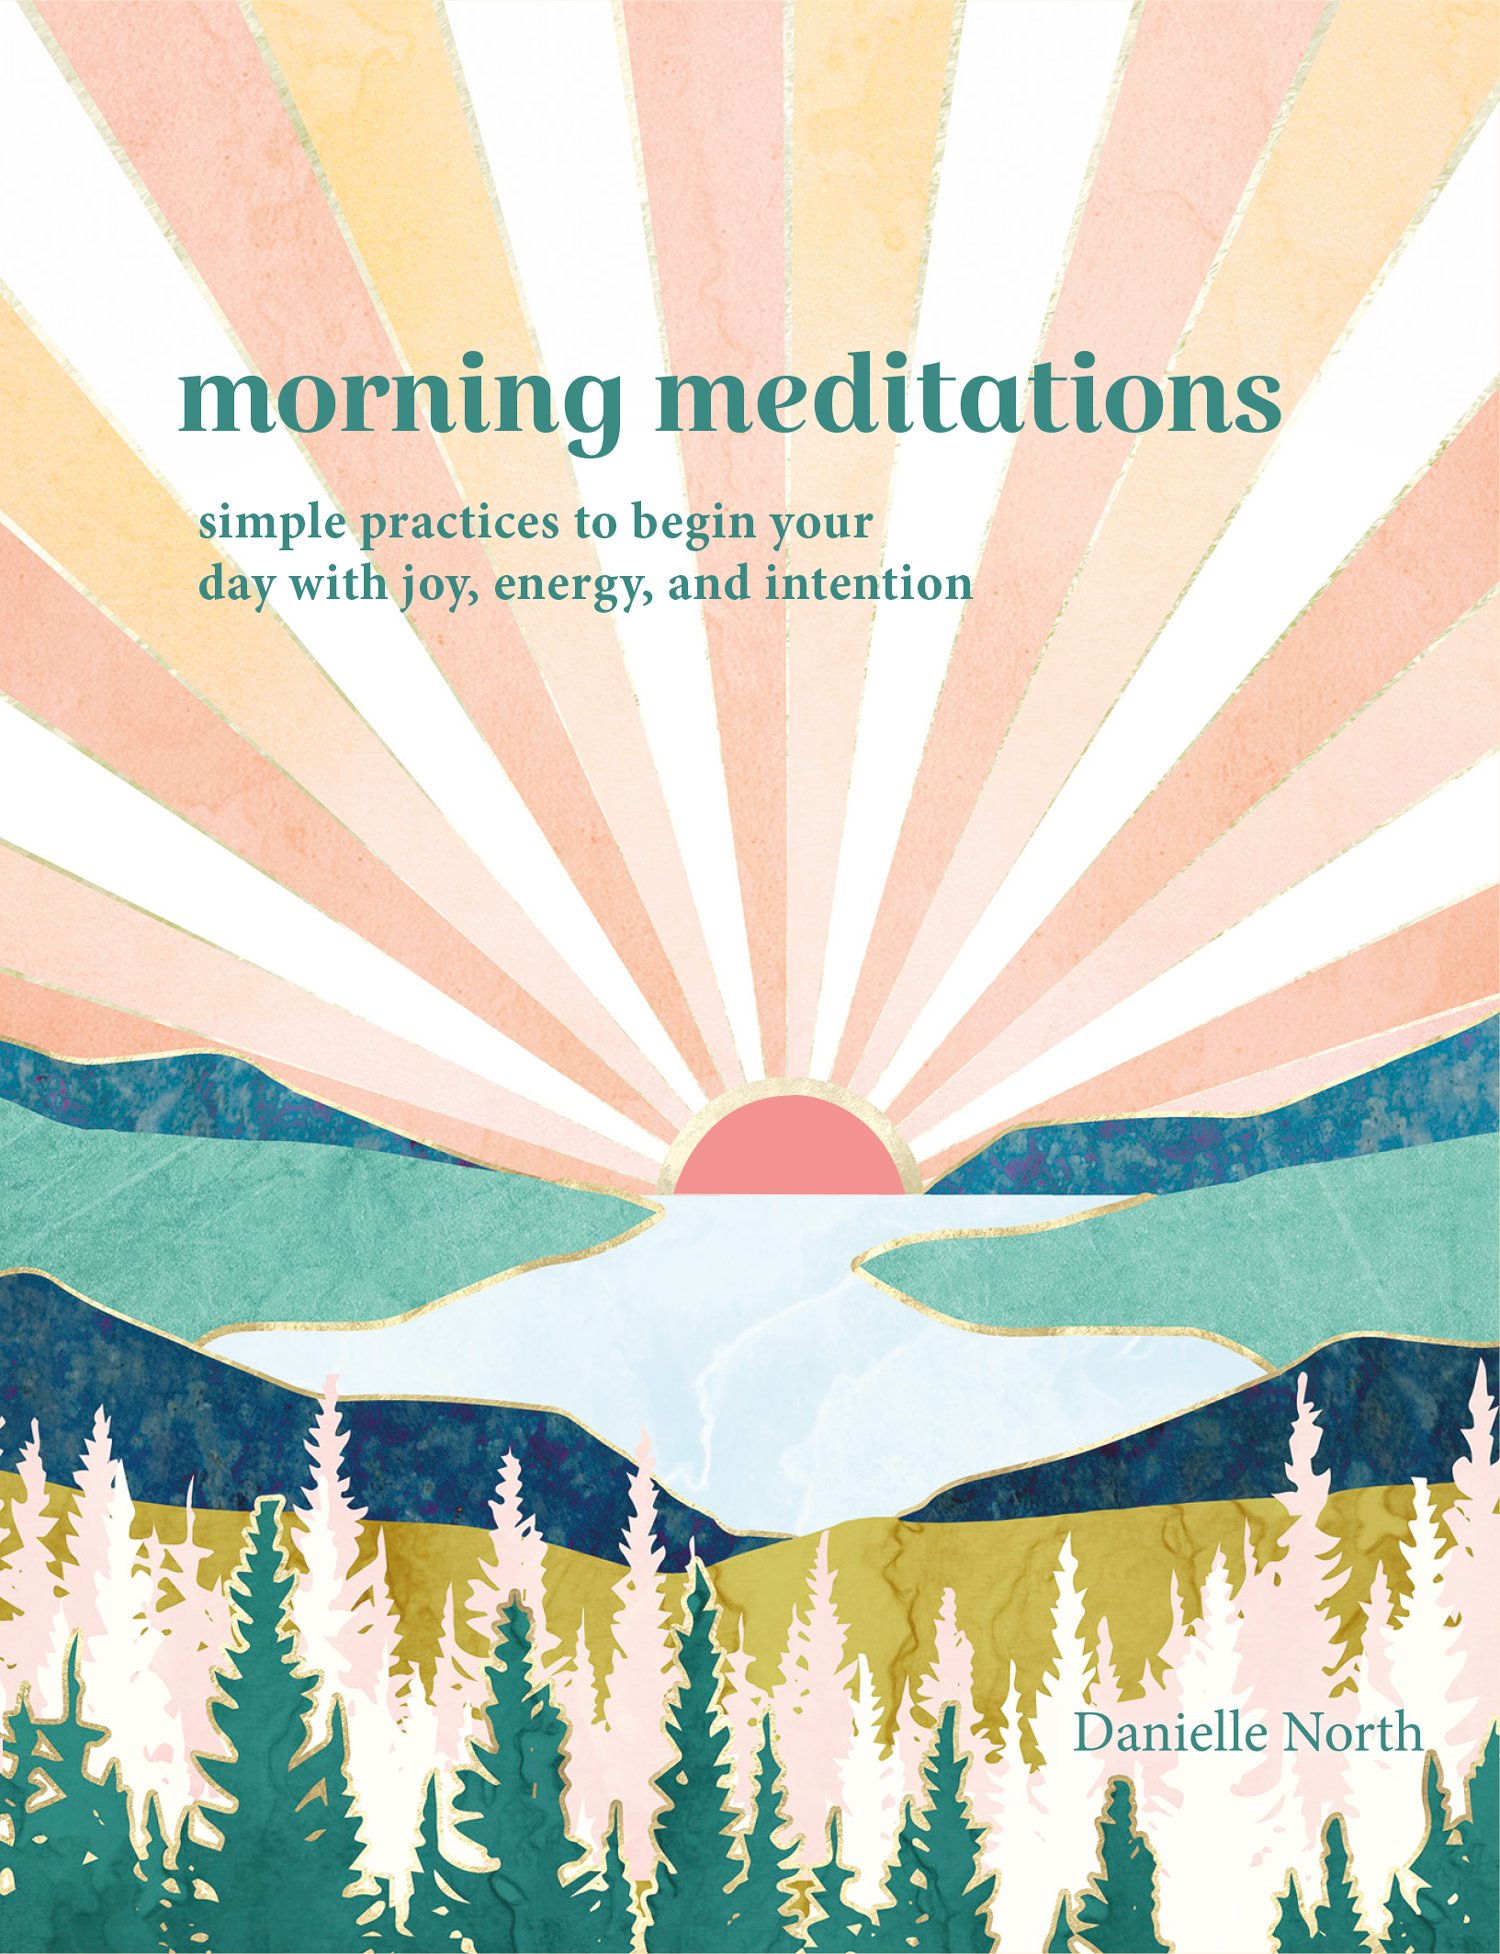 morning meditations
simple practices to begin your
day with joy, energy, and intention
Danielle North